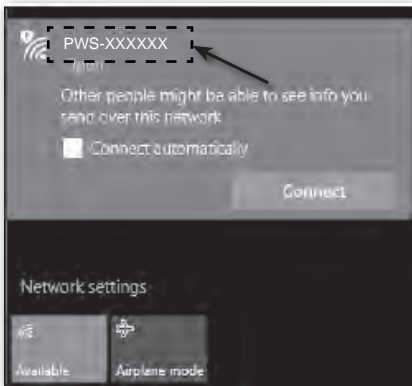 PWS-XXXXXX
Open
Other people might be able to see info you
send over this network
Connect automatically
Connect
Network settings
Available
Airplane mode